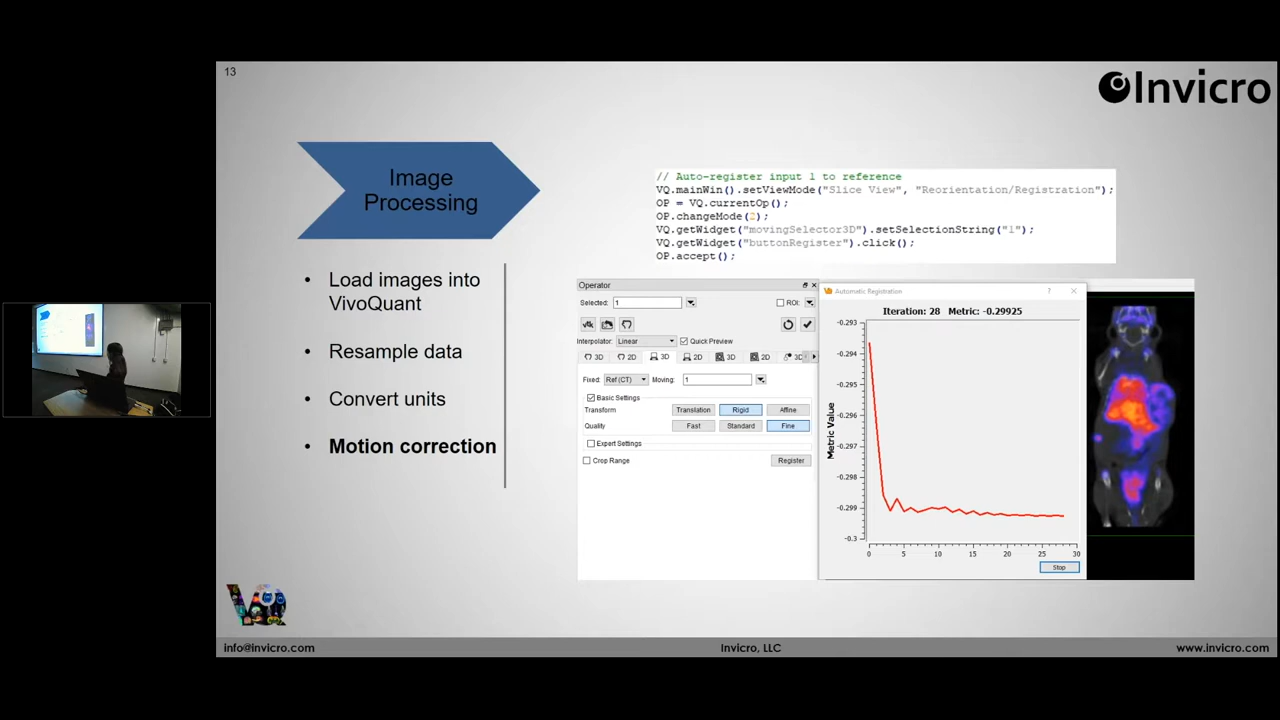 13
Invicro
Image
Processing
• Load images into
VivoQuant
• Resample data
• Convert units
• Motion correction
// Auto-register input 1 to reference
VQ.mainWin().setViewMode("Slice View", "Reorientation/Registration");
OP = VQ.currentOp();
OP.changeMode(2);
VQ.getWidget("movingSelector3D").setSelectionString("1");
VQ.getWidget("buttonRegister").click();
OP.accept();
Operator
Selected: 1 ROI:
Interpolator: Linear Quick Preview
3D 2D 3D 2D 3D 2D 3D
Fixed: Ref (CT) Moving: 1
Basic Settings
Transform Translation Rigid Affine
Quality Fast Standard Fine
Expert Settings
Crop Range Register
Automatic Registration ?
Iteration: 28 Metric: -0.29925
-0.293
-0.294
-0.295
-0.296
-0.297
-0.298
-0.299
-0.3
Metric Value
0 5 10 15 20 25 30
Stop
VQ
info@invicro.com Invicro, LLC www.invicro.com